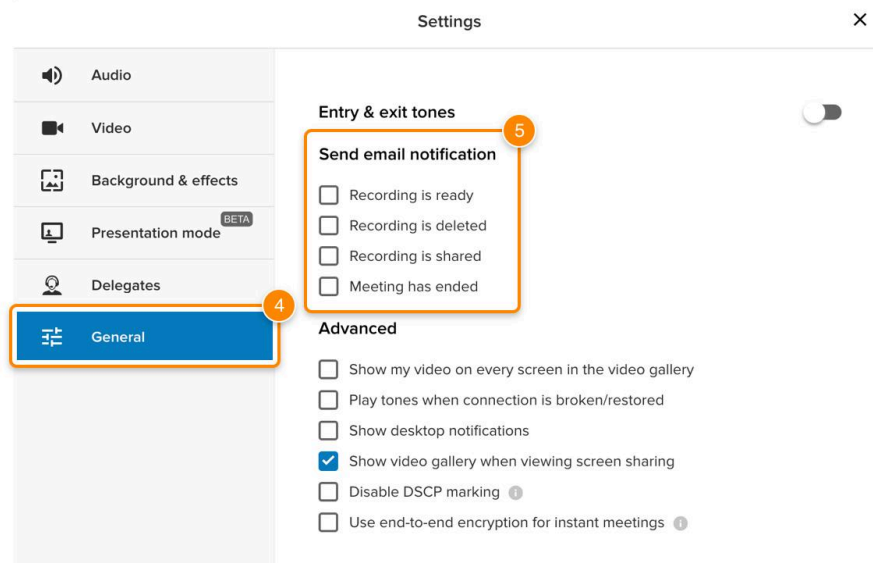 Settings
Audio
Video
Background & effects
BETA
Presentation mode
Delegates
4
General
Entry & exit tones
5
Send email notification
Recording is ready
Recording is deleted
Recording is shared
Meeting has ended
Advanced
Show my video on every screen in the video gallery
Play tones when connection is broken/restored
Show desktop notifications
Show video gallery when viewing screen sharing
Disable DSCP marking
Use end-to-end encryption for instant meetings